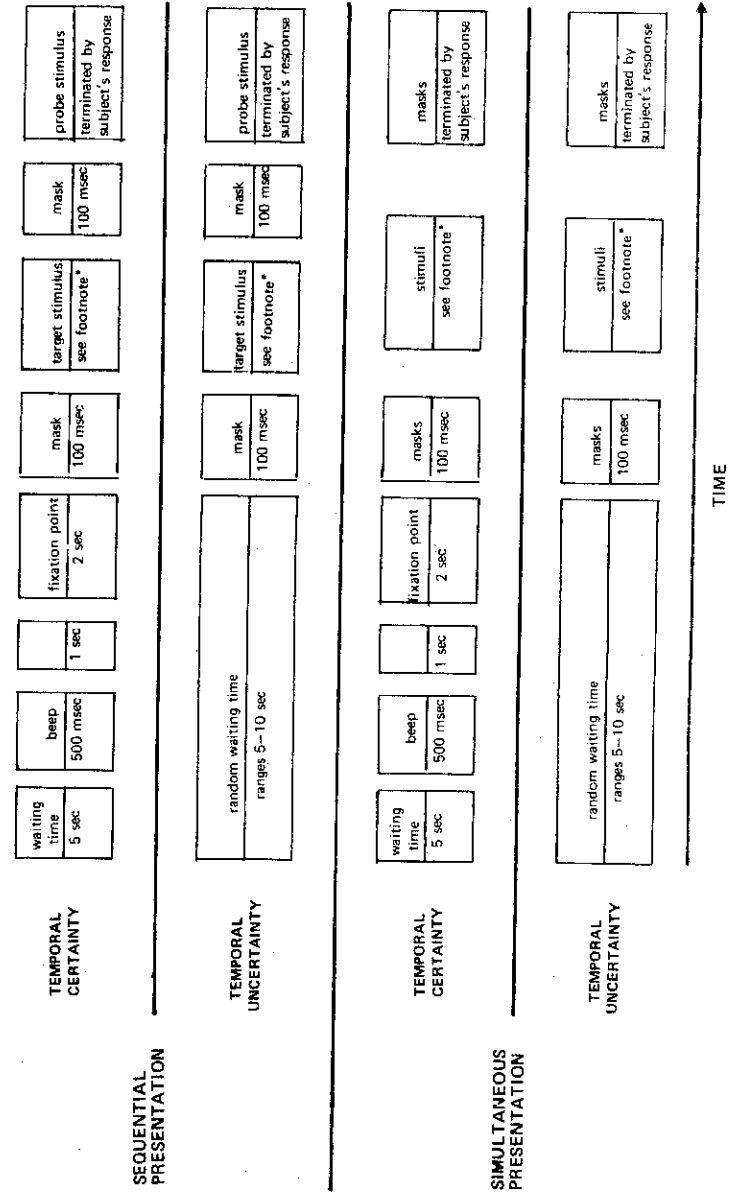 SEQUENTIAL
PRESENTATION
TEMPORAL
CERTAINTY
waiting
time
5 sec
beep
500 msec
1 sec
fixation point
2 sec
mask
100 msec
target stimulus
see footnote*
mask
100 msec
probe stimulus
terminated by
subject's response
TEMPORAL
UNCERTAINTY
random waiting time
ranges 5--10 sec
mask
100 msec
target stimulus
see footnote*
mask
100 msec
probe stimulus
terminated by
subject's response
SIMULTANEOUS
PRESENTATION
TEMPORAL
CERTAINTY
waiting
time
5 sec
beep
500 msec
1 sec
fixation point
2 sec
masks
100 msec
stimuli
see footnote*
masks
terminated by
subject's response
TEMPORAL
UNCERTAINTY
random waiting time
ranges 5--10 sec
masks
100 msec
stimuli
see footnote*
masks
terminated by
subject's response
TIME